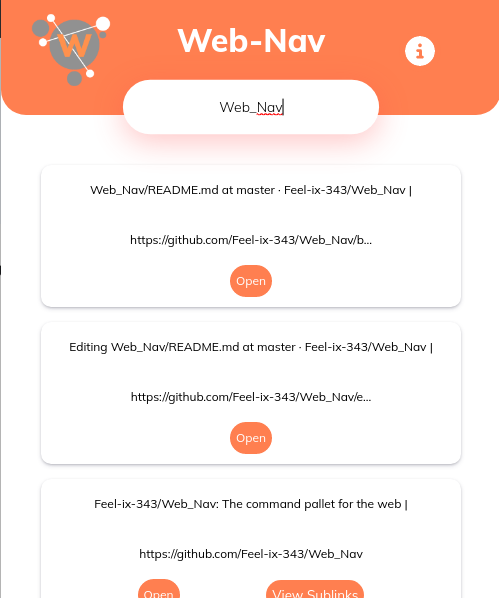 W
Web-Nav
i
Web_Nav
Web_Nav/README.md at master · Feel-ix-343/Web_Nav |
https://github.com/Feel-ix-343/Web_Nav/b...
Open
Editing Web_Nav/README.md at master · Feel-ix-343/Web_Nav |
https://github.com/Feel-ix-343/Web_Nav/e...
Open
Feel-ix-343/Web_Nav: The command pallet for the web |
https://github.com/Feel-ix-343/Web_Nav
Open View Sublinks